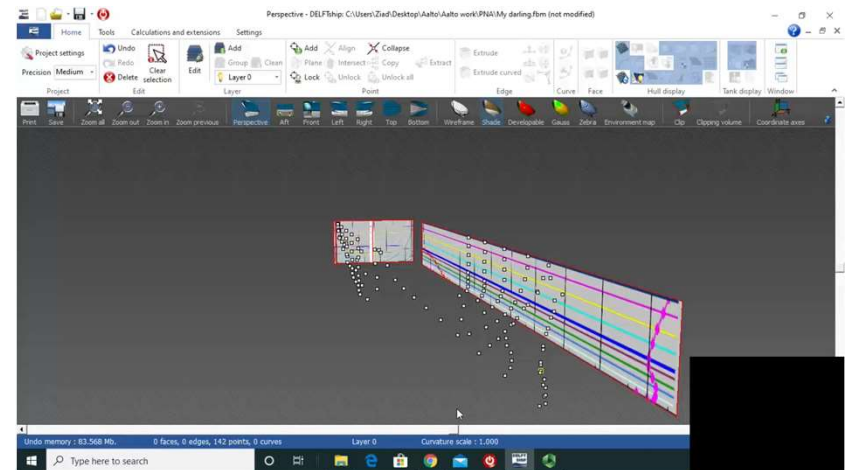 Perspective - DELFTship: C:\Users\Ziad\Desktop\Aalto\Aalto work\PNA\My darling.fbm (not modified)
Home Tools Calculations and extensions Settings
Project settings
Precision Medium
Project
Undo
Redo
Delete
Clear selection
Edit
Edit
Add
Group Clean
Layer 0
Layer
Add Align Collapse
Plane Intersect Copy Extract
Lock Unlock Unlock all
Point
Extrude
Extrude curved
Edge
Curve
Face
Hull display
Tank display
Window
Print Save Zoom all Zoom out Zoom in Zoom previous Perspective Aft Front Left Right Top Bottom Wireframe Shade Developable Gauss Zebra Environment map Clip Clipping volume Coordinate axes
Undo memory : 83.568 Mb. 0 faces, 0 edges, 142 points, 0 curves Layer 0 Curvature scale : 1.000
Type here to search